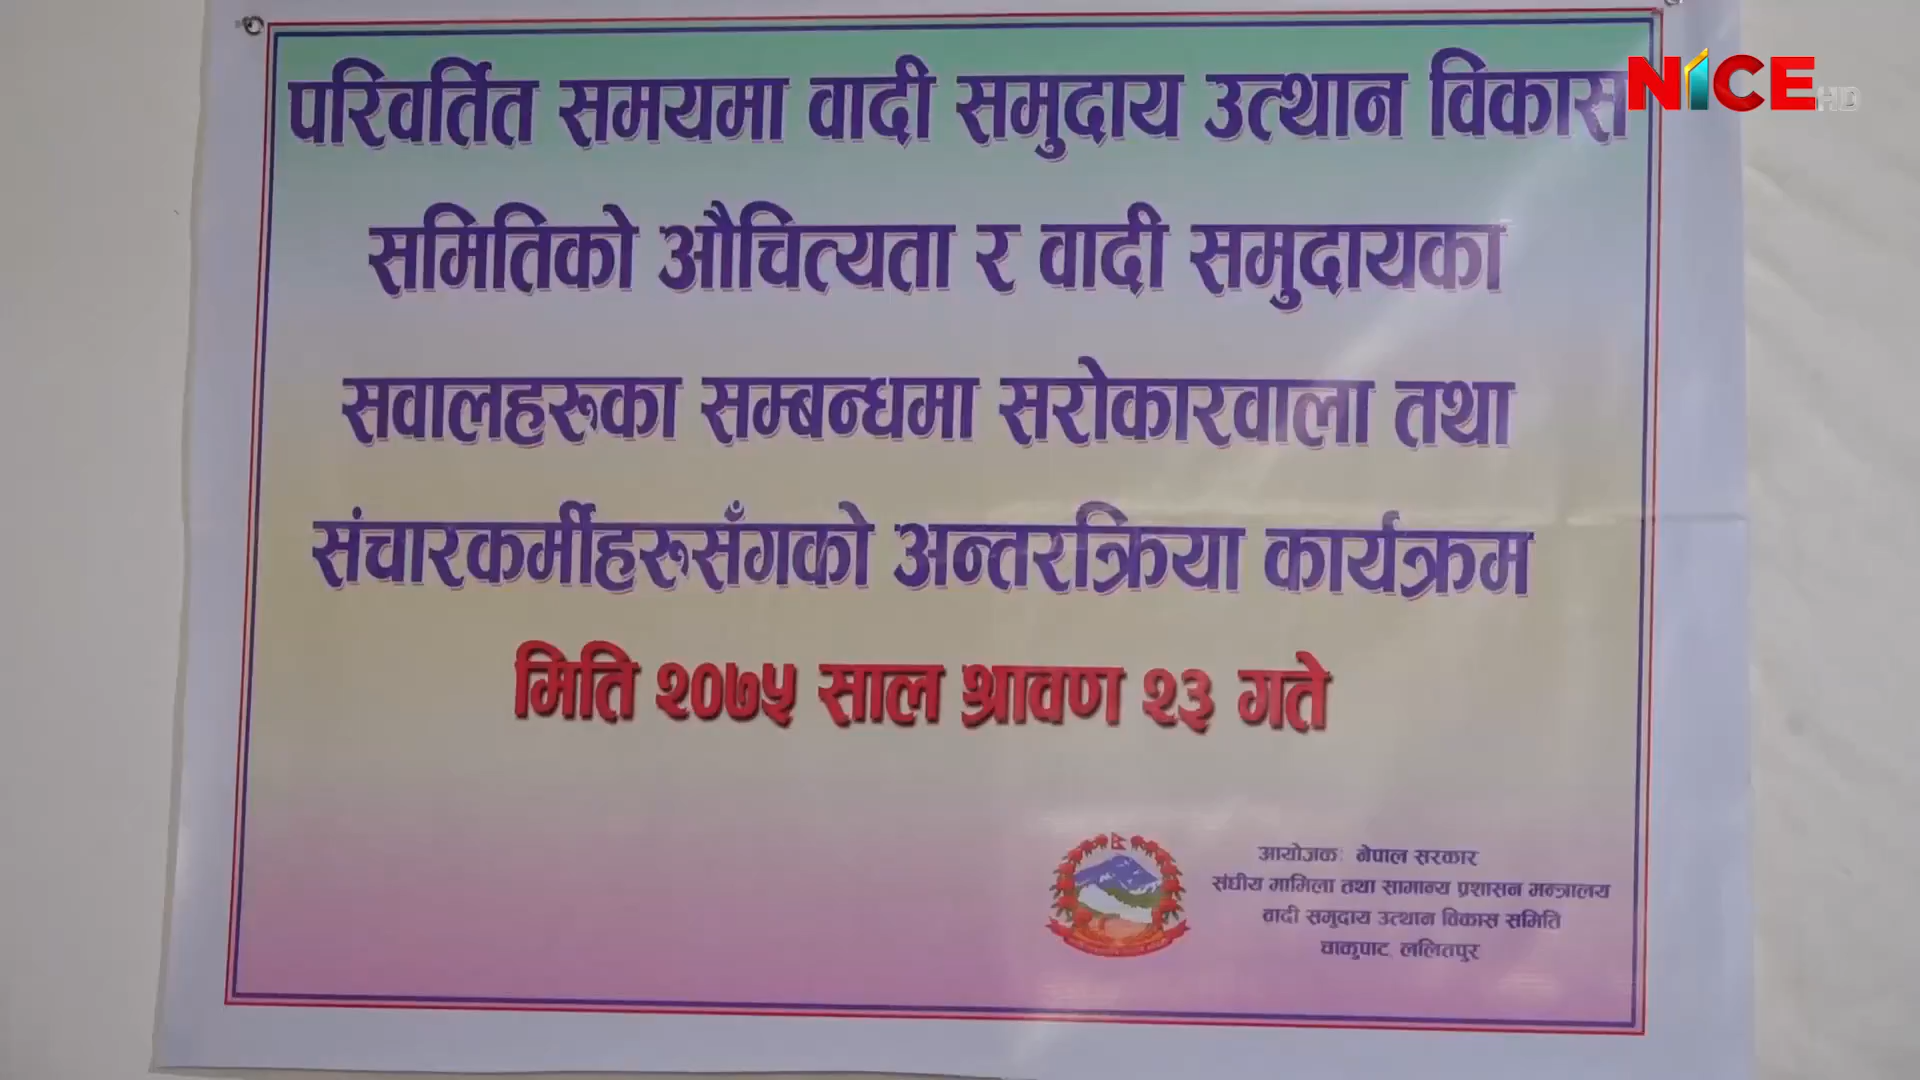 परिवर्तित समयमा वादी समुदाय उत्थान विकास
NICE HD
समितिको औचित्यता र वादी समुदायका
सवालहरुका सम्बन्धमा सरोकारवाला तथा
संचारकर्मीहरुसँगको अन्तरक्रिया कार्यक्रम
मिति २०७५ साल श्रावण २३ गते
आयोजकः नेपाल सरकार
संघीय मामिला तथा सामान्य प्रशासन मन्त्रालय
वादी समुदाय उत्थान विकास समिति
चाकुपाट, ललितपुर